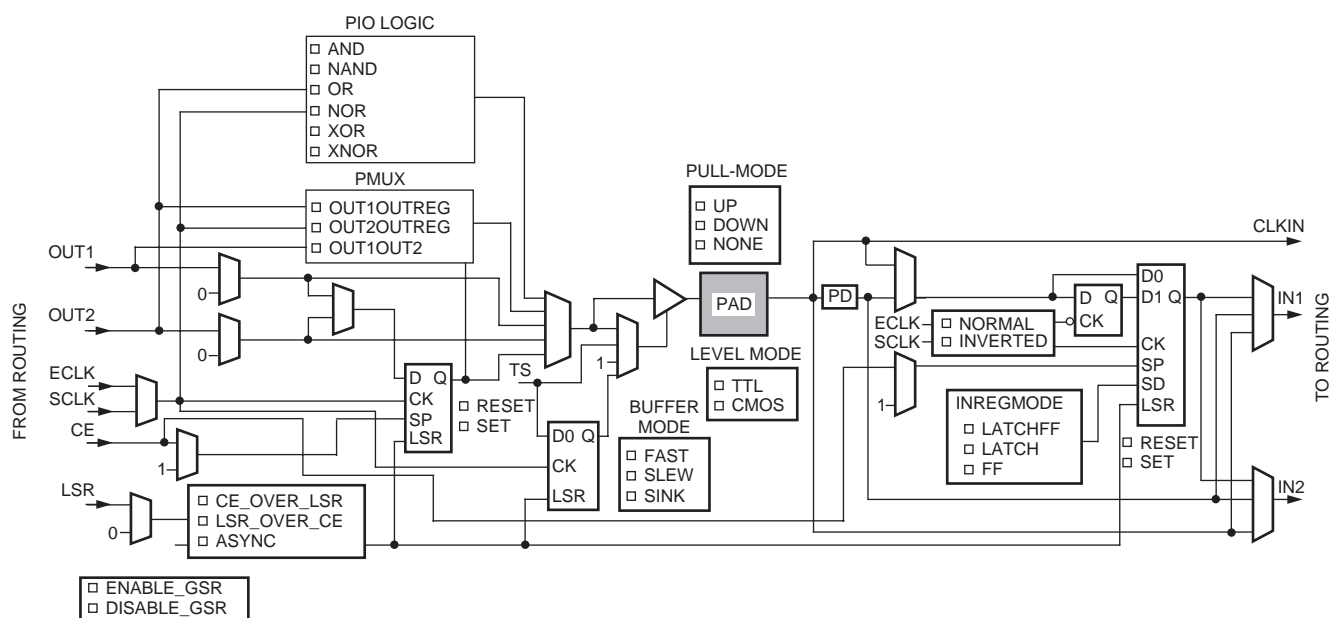 PIO LOGIC
AND
NAND
OR
NOR
XOR
XNOR
PMUX
OUT1OUTREG
OUT2OUTREG
OUT1OUT2
PULL-MODE
UP
DOWN
NONE
CLKIN
OUT1
0
OUT2
0
PAD
PD
D0
D1 Q
CK
SP
SD
LSR
D Q
CK
ECLK
SCLK
NORMAL
INVERTED
IN1
FROM ROUTING
TO ROUTING
ECLK
SCLK
CE
1
D Q
CK
SP
LSR
RESET
SET
TS
1
LEVEL MODE
TTL
CMOS
1
INREGMODE
LATCHFF
LATCH
FF
RESET
SET
D0 Q
CK
LSR
BUFFER
MODE
FAST
SLEW
SINK
IN2
LSR
0
CE_OVER_LSR
LSR_OVER_CE
ASYNC
ENABLE_GSR
DISABLE_GSR